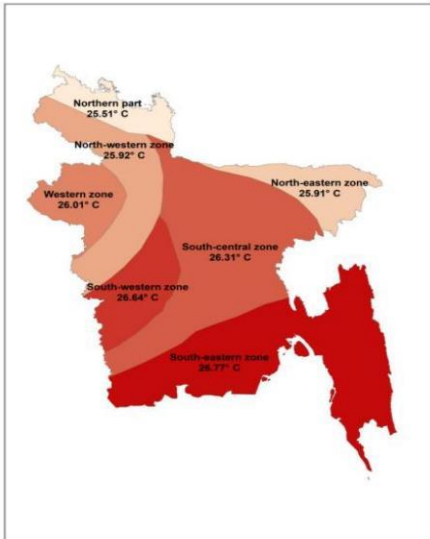 Northern part
25.51° C
North-western zone
25.92° C
Western zone
26.01° C
North-eastern zone
25.91° C
South-central zone
26.31° C
South-western zone
26.64° C
South-eastern zone
26.77° C